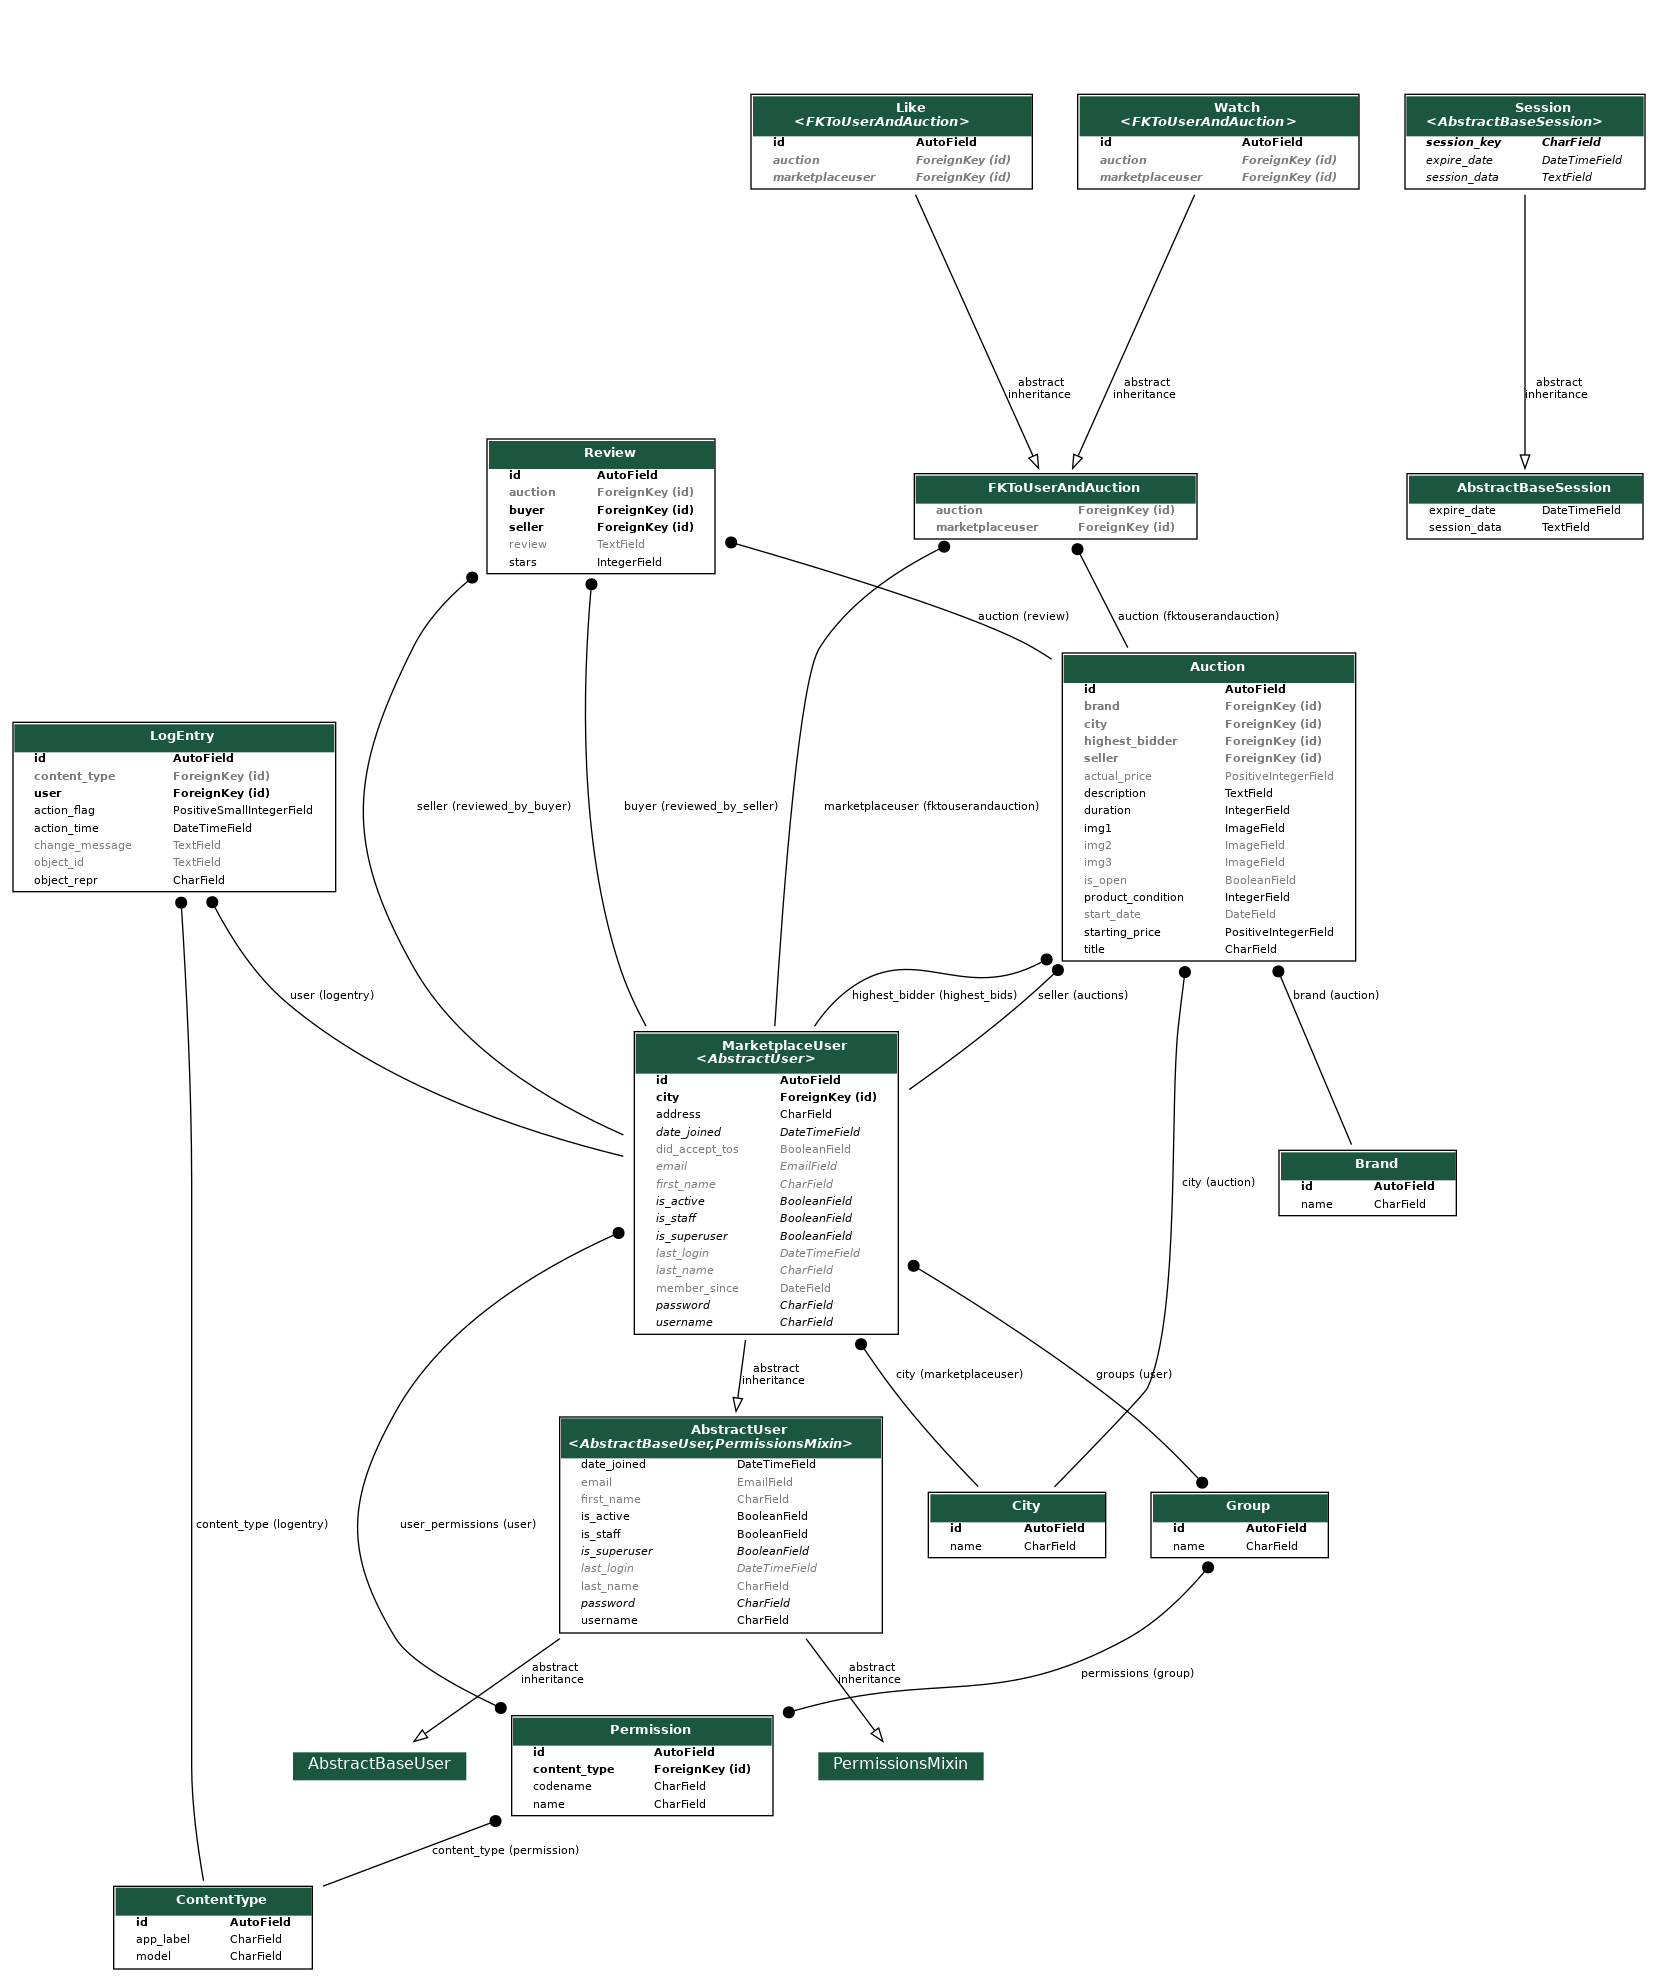 Like
<FKToUserAndAuction>
id AutoField
auction ForeignKey (id)
marketplaceuser ForeignKey (id)
Watch
<FKToUserAndAuction>
id AutoField
auction ForeignKey (id)
marketplaceuser ForeignKey (id)
Session
<AbstractBaseSession>
session_key CharField
expire_date DateTimeField
session_data TextField
abstract
inheritance
abstract
inheritance
abstract
inheritance
Review
id AutoField
auction ForeignKey (id)
buyer ForeignKey (id)
seller ForeignKey (id)
review TextField
stars IntegerField
FKToUserAndAuction
auction ForeignKey (id)
marketplaceuser ForeignKey (id)
AbstractBaseSession
expire_date DateTimeField
session_data TextField
auction (review)
auction (fktouserandauction)
Auction
id AutoField
brand ForeignKey (id)
city ForeignKey (id)
highest_bidder ForeignKey (id)
seller ForeignKey (id)
actual_price PositiveIntegerField
description TextField
duration IntegerField
img1 ImageField
img2 ImageField
img3 ImageField
is_open BooleanField
product_condition IntegerField
start_date DateField
starting_price PositiveIntegerField
title CharField
LogEntry
id AutoField
content_type ForeignKey (id)
user ForeignKey (id)
action_flag PositiveSmallIntegerField
action_time DateTimeField
change_message TextField
object_id TextField
object_repr CharField
seller (reviewed_by_buyer)
buyer (reviewed_by_seller)
marketplaceuser (fktouserandauction)
user (logentry)
highest_bidder (highest_bids)
seller (auctions)
brand (auction)
MarketplaceUser
<AbstractUser>
id AutoField
city ForeignKey (id)
address CharField
date_joined DateTimeField
did_accept_tos BooleanField
email EmailField
first_name CharField
is_active BooleanField
is_staff BooleanField
is_superuser BooleanField
last_login DateTimeField
last_name CharField
member_since DateField
password CharField
username CharField
city (auction)
Brand
id AutoField
name CharField
abstract
inheritance
city (marketplaceuser)
groups (user)
AbstractUser
<AbstractBaseUser,PermissionsMixin>
date_joined DateTimeField
email EmailField
first_name CharField
is_active BooleanField
is_staff BooleanField
is_superuser BooleanField
last_login DateTimeField
last_name CharField
password CharField
username CharField
City
id AutoField
name CharField
Group
id AutoField
name CharField
content_type (logentry)
user_permissions (user)
abstract
inheritance
abstract
inheritance
permissions (group)
AbstractBaseUser
Permission
id AutoField
content_type ForeignKey (id)
codename CharField
name CharField
PermissionsMixin
content_type (permission)
ContentType
id AutoField
app_label CharField
model CharField